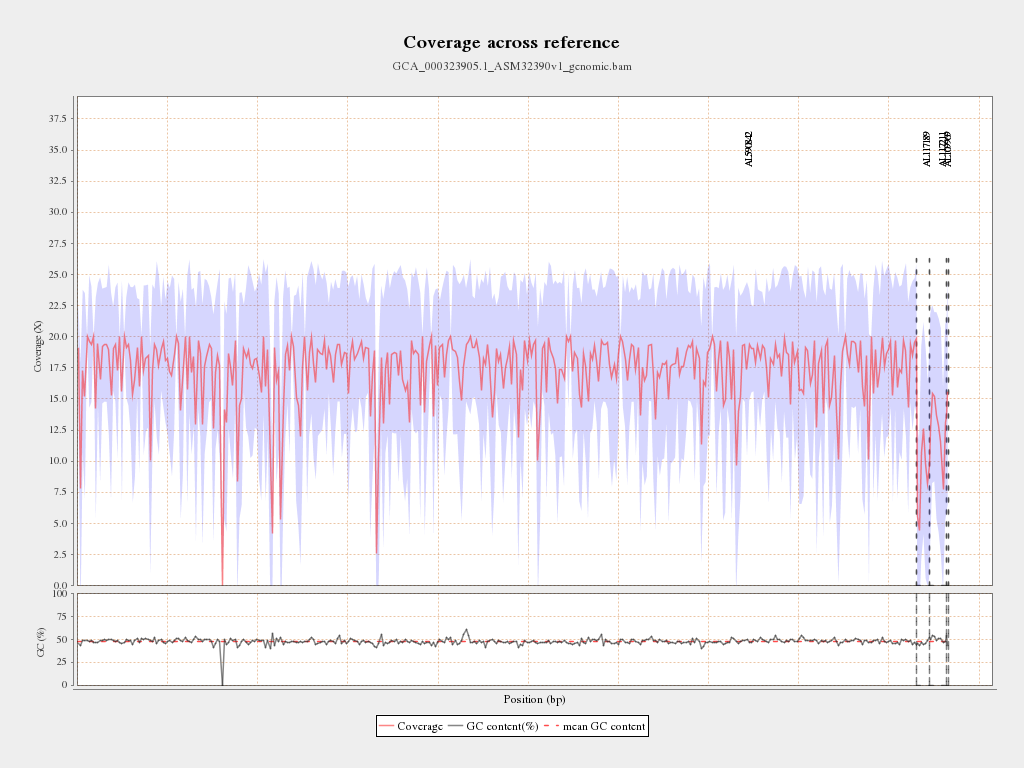 Coverage across reference
GCA_000323905.1_ASM32390v1_genomic.bam
Coverage (X)
37.5
35.0
32.5
30.0
27.5
25.0
22.5
20.0
17.5
15.0
12.5
10.0
7.5
5.0
2.5
0.0
AL590842
AL117189
AL117211
GC (%)
100
75
50
25
0
Position (bp)
Coverage GC content(%) mean GC content